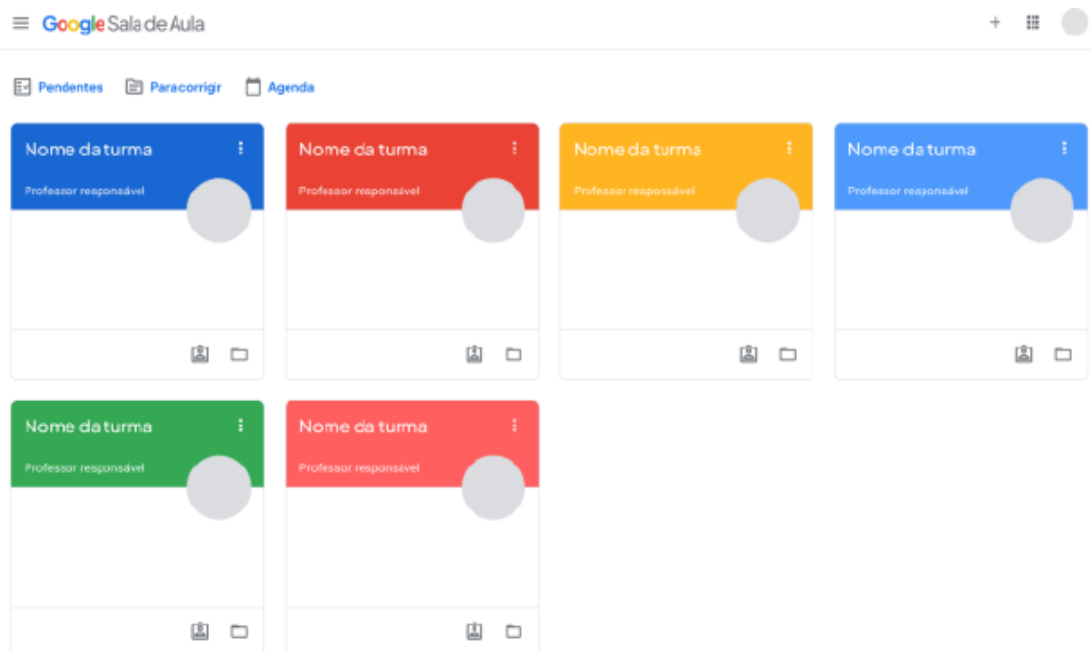 Google Sala de Aula
Pendentes Para corrigir Agenda
Nome da turma Nome da turma Nome da turma Nome da turma
Professor responsável Professor responsável Professor responsável Professor responsável
Nome da turma Nome da turma
Professor responsável Professor responsável